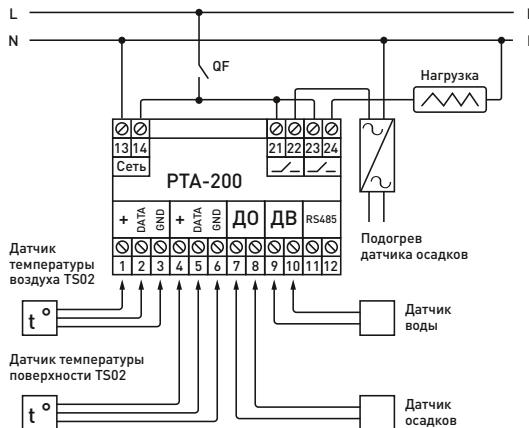 L
N
QF
Нагрузка
13 14 21 22 23 24
Сеть
РТА-200
+ DATA GND + DATA GND ДО ДВ RS485
1 2 3 4 5 6 7 8 9 10 11 12
Подогрев
датчика осадков
Датчик
температуры
воздуха TS02
t°
Датчик
воды
Датчик температуры
поверхности TS02
t°
Датчик
осадков